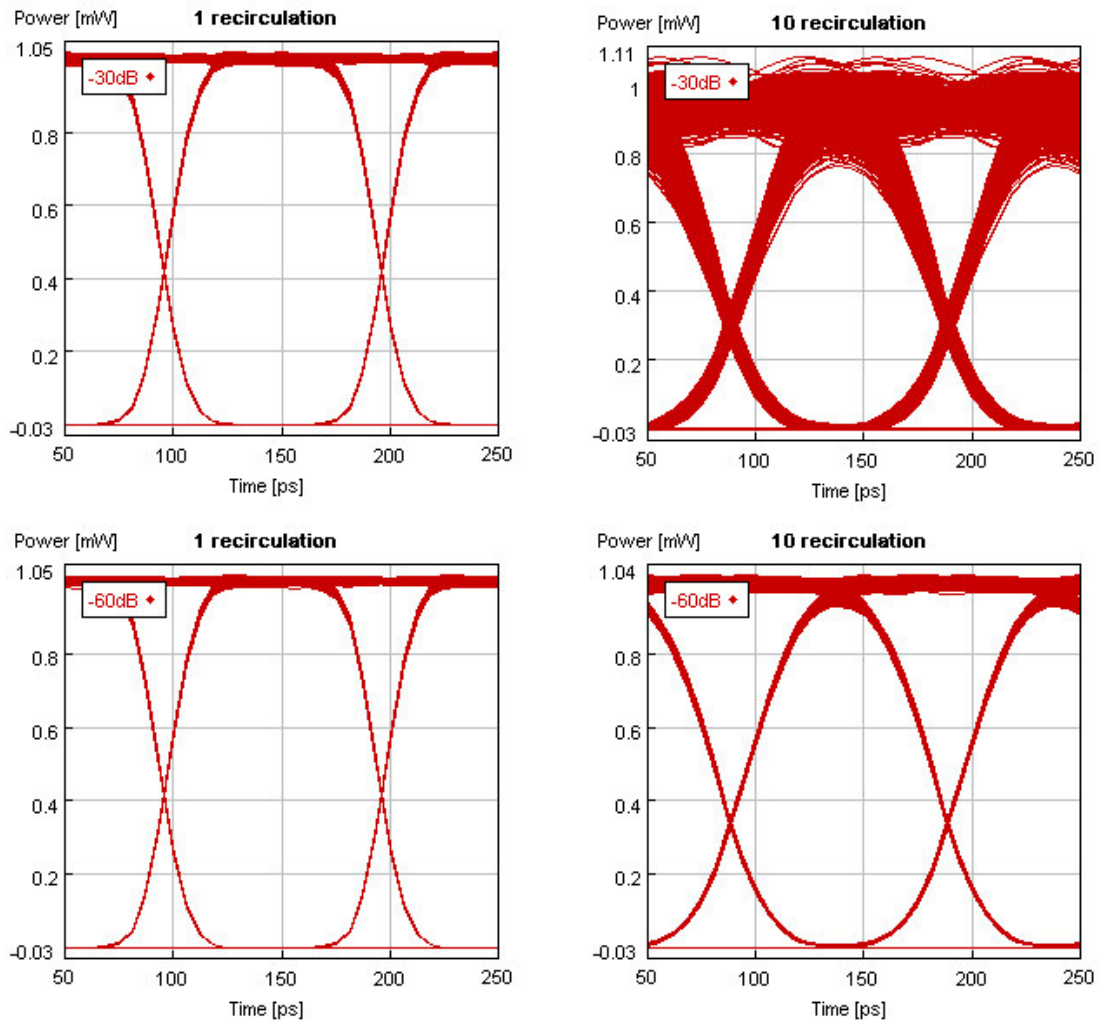 Power [mW] 1 recirculation
1.05
-30dB
0.8
0.6
0.4
0.2
-0.03
50 100 150 200 250
Time [ps]
Power [mW] 10 recirculation
1.11
1
-30dB
0.8
0.6
0.4
0.2
-0.03
50 100 150 200 250
Time [ps]
Power [mW] 1 recirculation
1.05
-60dB
0.8
0.6
0.4
0.2
-0.03
50 100 150 200 250
Time [ps]
Power [mW] 10 recirculation
1.04
-60dB
0.8
0.6
0.4
0.2
-0.03
50 100 150 200 250
Time [ps]